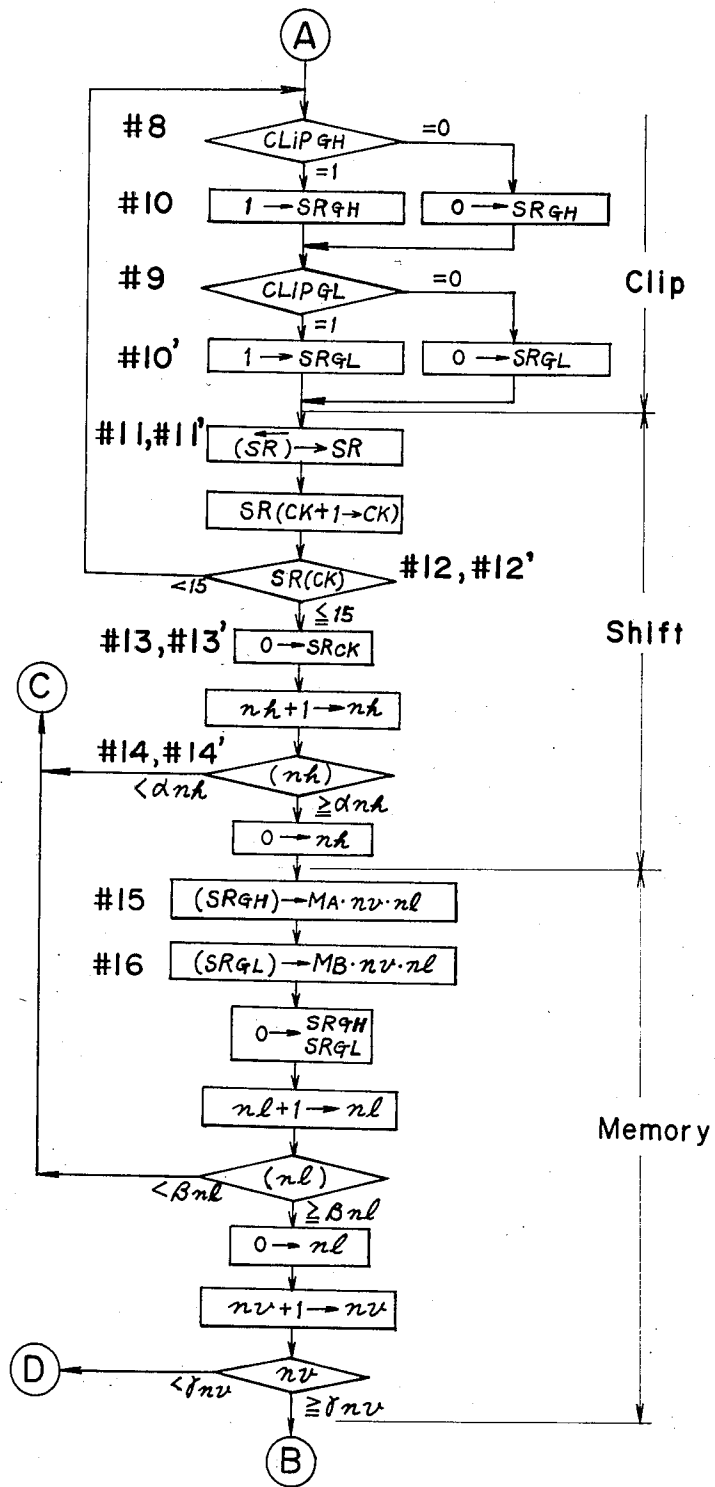 A
#8
CLiP GH
=0
=1
#10
1 → SRGH
0 → SRGH
#9
CLiP GL
=0
=1
Clip
#10'
1 → SRGL
0 → SRGL
#11, #11'
(SR) → SR
SR(CK+1→CK)
SR(CK)
#12, #12'
<15
≦15
#13, #13'
0 → SRCK
Shift
C
nh+1 → nh
#14, #14'
(nh)
<αnh
≧αnh
0 → nh
#15
(SRGH) → MA·nv·nl
#16
(SRGL) → MB·nv·nl
0 → SRGH
SRGL
nl+1 → nl
Memory
(nl)
<βnl
≧βnl
0 → nl
nv+1 → nv
D
nv
<γnv
≧γnv
B